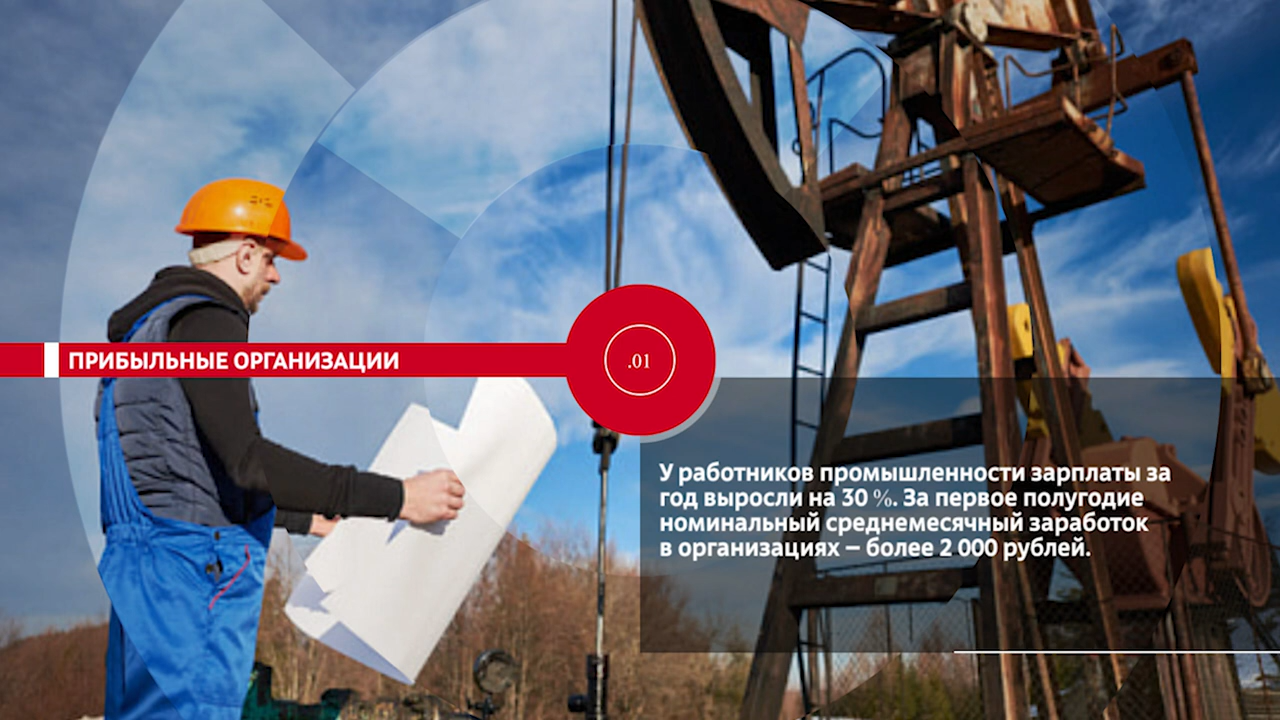 ПРИБЫЛЬНЫЕ ОРГАНИЗАЦИИ
.01
У работников промышленности зарплаты за
год выросли на 30 %. За первое полугодие
номинальный среднемесячный заработок
в организациях – более 2 000 рублей.